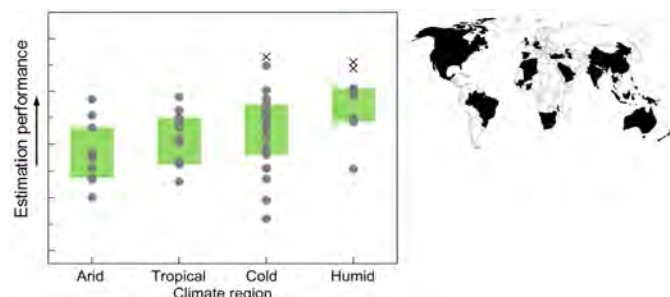 Estimation performance
Arid Tropical Cold Humid
Climate region